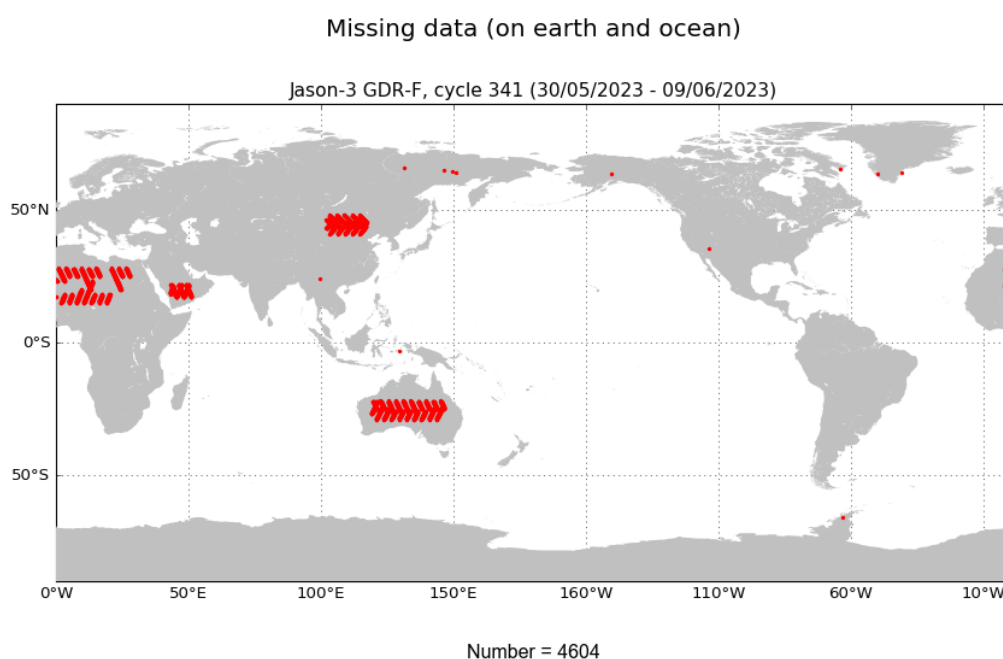 Missing data (on earth and ocean)
Jason-3 GDR-F, cycle 341 (30/05/2023 - 09/06/2023)
50°N
0°S
50°S
0°W 50°E 100°E 150°E 160°W 110°W 60°W 10°W
Number = 4604